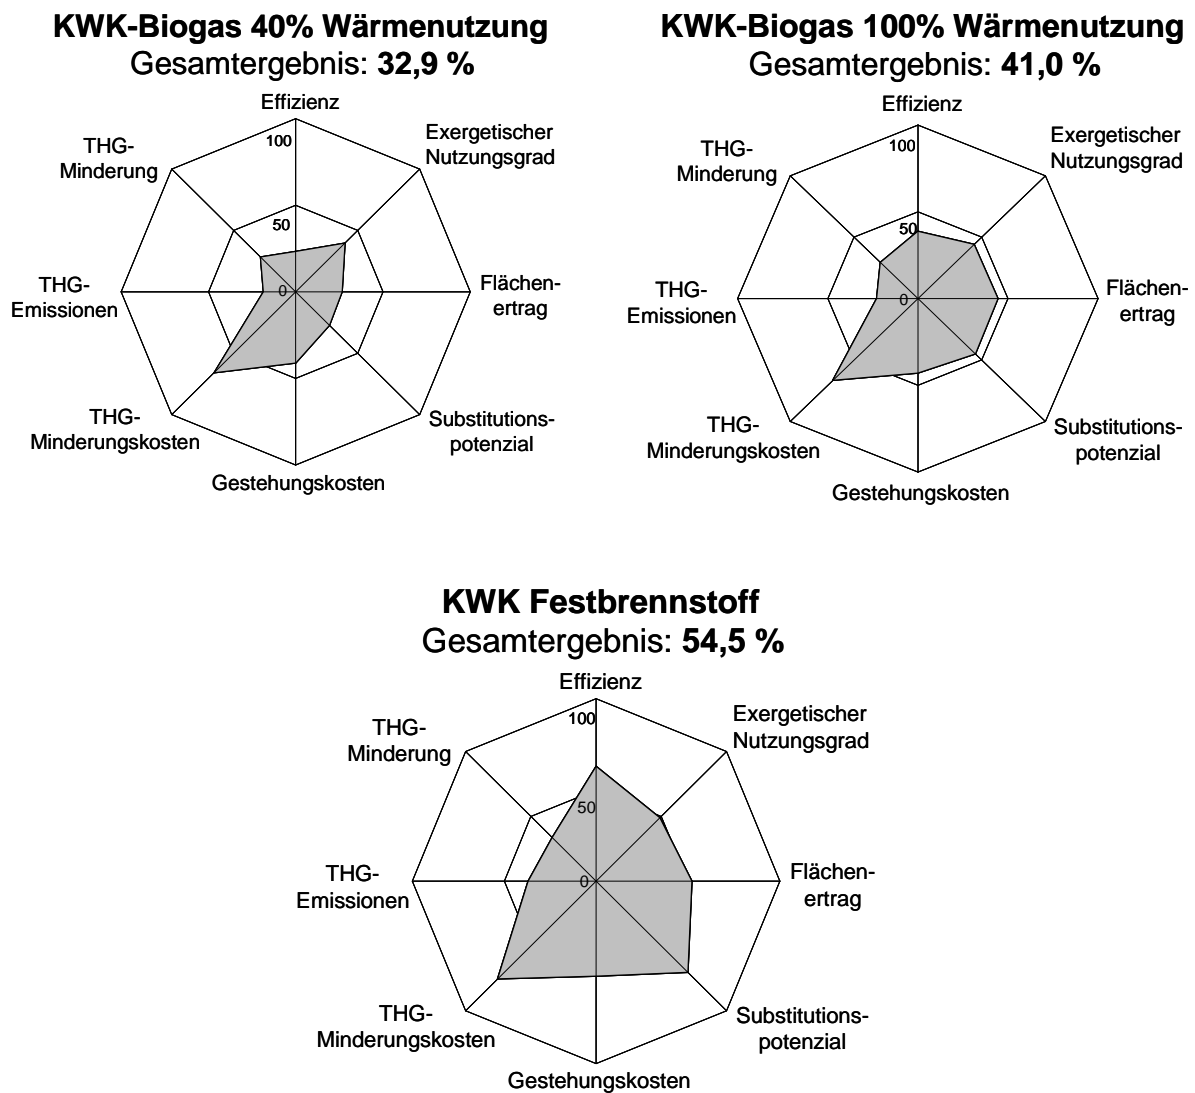 KWK-Biogas 40% Wärmenutzung
Gesamtergebnis: 32,9 %
Effizienz
100
Exergetischer
Nutzungsgrad
THG-
Minderung
50
THG-
Emissionen
0
Flächen-
ertrag
THG-
Minderungskosten
Substitutions-
potenzial
Gestehungskosten
KWK-Biogas 100% Wärmenutzung
Gesamtergebnis: 41,0 %
Effizienz
100
Exergetischer
Nutzungsgrad
THG-
Minderung
50
THG-
Emissionen
0
Flächen-
ertrag
THG-
Minderungskosten
Substitutions-
potenzial
Gestehungskosten
KWK Festbrennstoff
Gesamtergebnis: 54,5 %
Effizienz
100
Exergetischer
Nutzungsgrad
THG-
Minderung
50
THG-
Emissionen
0
Flächen-
ertrag
THG-
Minderungskosten
Substitutions-
potenzial
Gestehungskosten